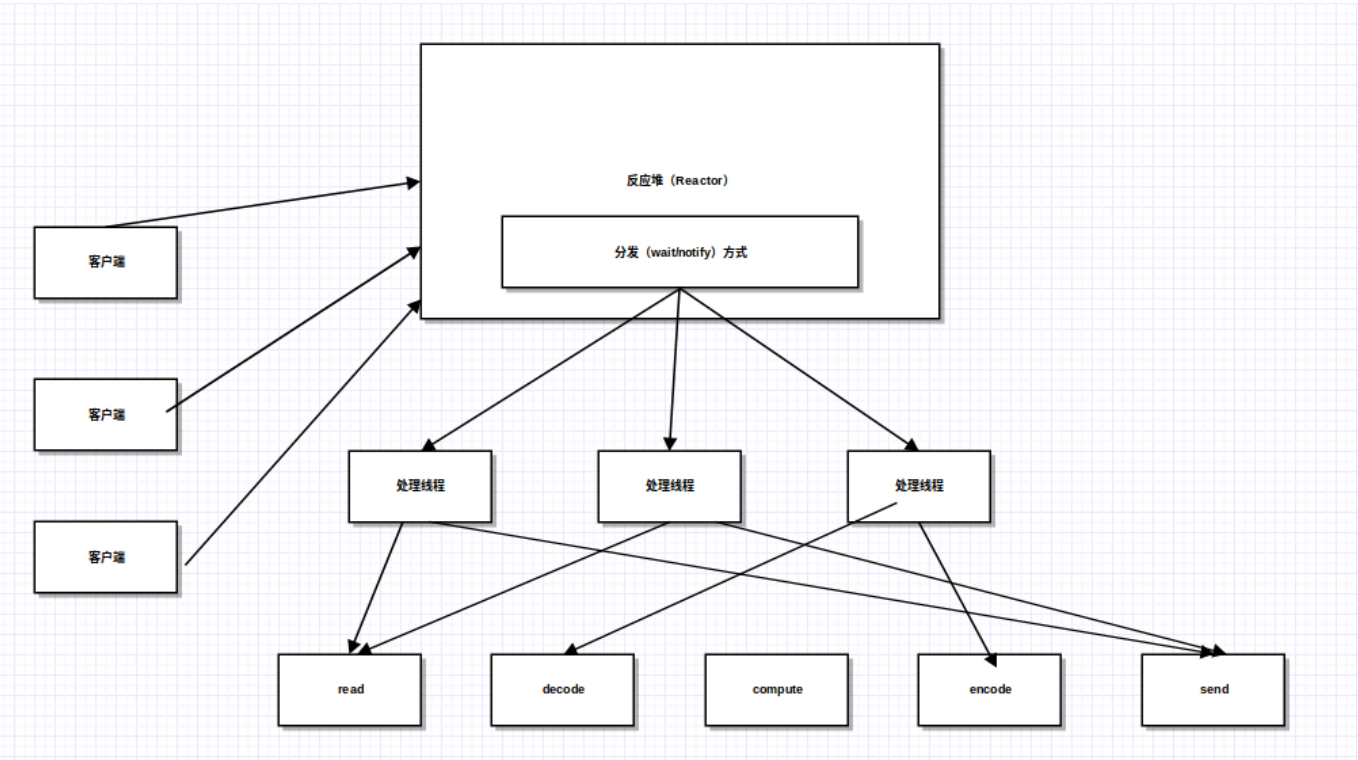 反应堆（Reactor）
分发（wait/notify）方式
客户端
客户端
客户端
处理线程
处理线程
处理线程
read
decode
compute
encode
send